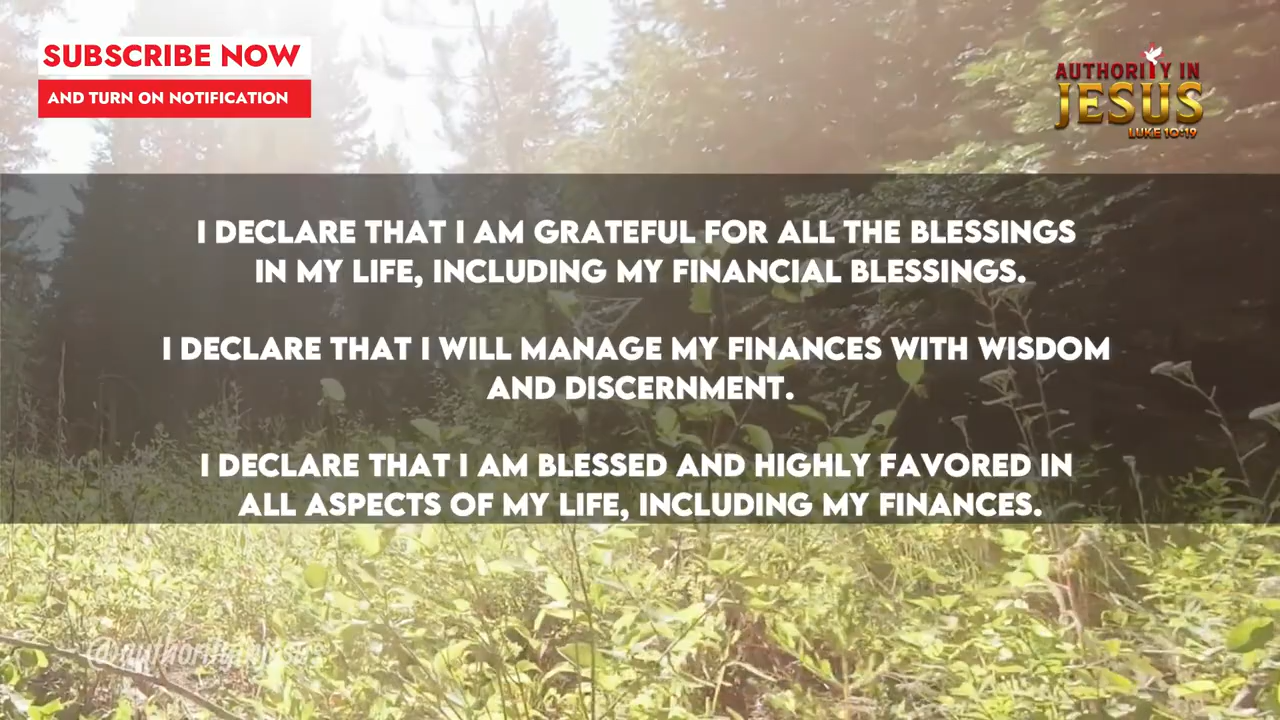 SUBSCRIBE NOW
AND TURN ON NOTIFICATION
AUTHORITY IN
JESUS
LUKE 10:19
I DECLARE THAT I AM GRATEFUL FOR ALL THE BLESSINGS
IN MY LIFE, INCLUDING MY FINANCIAL BLESSINGS.
I DECLARE THAT I WILL MANAGE MY FINANCES WITH WISDOM
AND DISCERNMENT.
I DECLARE THAT I AM BLESSED AND HIGHLY FAVORED IN
ALL ASPECTS OF MY LIFE, INCLUDING MY FINANCES.